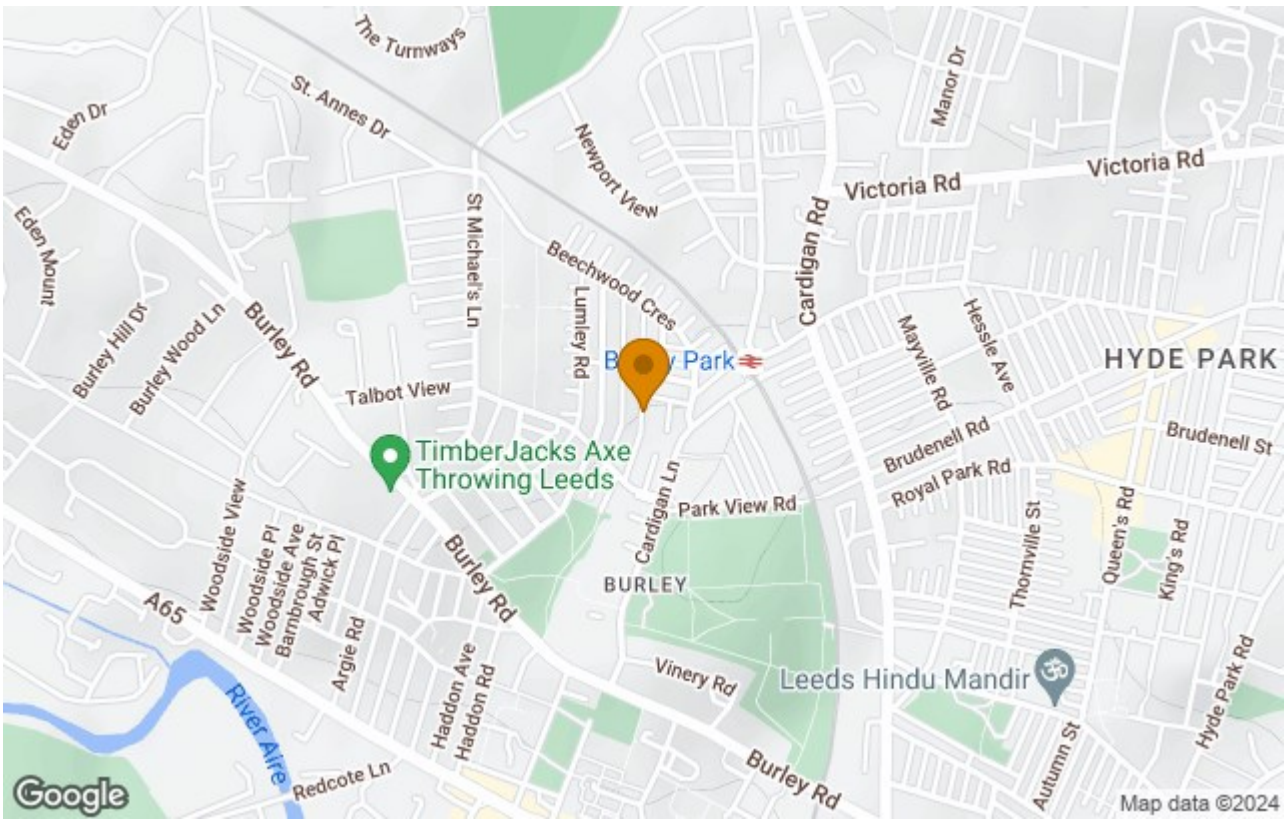 The Turnways
St. Annes Dr
Eden Dr
Manor Dr
Newport View
Victoria Rd
Victoria Rd
Eden Mount
St Michael's Ln
Cardigan Rd
Beechwood Cres
Lumley Rd
Burley Hill Dr
Burley Wood Ln
Burley Rd
Hessle Ave
Mayville Rd
Park
HYDE PARK
Talbot View
TimberJacks Axe
Throwing Leeds
Brudenell Rd
Brudenell St
Royal Park Rd
Cardigan Ln
Park View Rd
Thornville St
Queen's Rd
King's Rd
Woodside View
Woodside Pl
Woodside Ave
Barnbrough St
Adwick Pl
Burley Rd
BURLEY
A65
Argie Rd
Haddon Ave
Haddon Rd
Vinery Rd
Leeds Hindu Mandir
Hyde Park Rd
River Aire
Redcote Ln
Burley Rd
Autumn St
Google
Map data ©2024